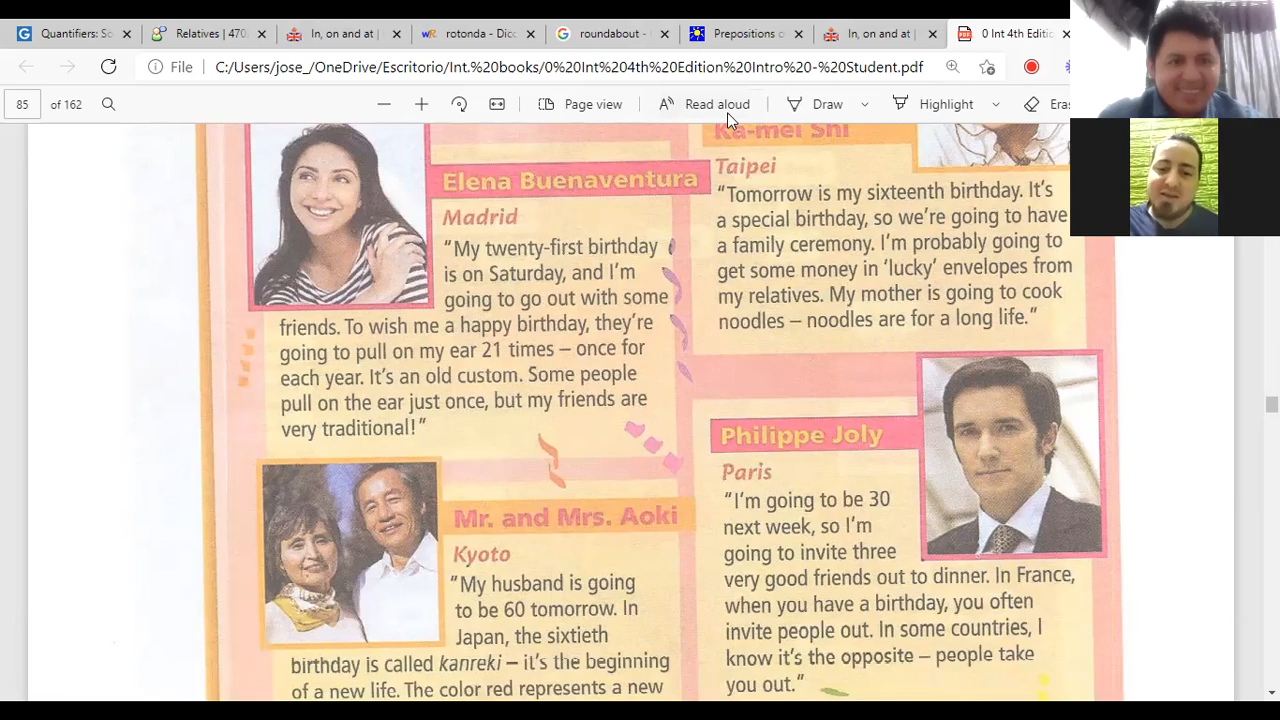 Quantifiers: So
Relatives | 470
In, on and at |
rotonda - Dicc
roundabout -
Prepositions o
In, on and at |
0 Int 4th Editi
File
C:/Users/jose_/OneDrive/Escritorio/Int.%20books/0%20Int%204th%20Edition%20Intro%20-%20Student.pdf
85
of 162
Page view
Read aloud
Draw
Highlight
Eras
Elena Buenaventura
Madrid
“My twenty-first birthday
is on Saturday, and I’m
going to go out with some
friends. To wish me a happy birthday, they’re
going to pull on my ear 21 times – once for
each year. It’s an old custom. Some people
pull on the ear just once, but my friends are
very traditional!”
Mr. and Mrs. Aoki
Kyoto
“My husband is going
to be 60 tomorrow. In
Japan, the sixtieth
birthday is called kanreki – it’s the beginning
of a new life. The color red represents a new
Ka-mei Shi
Taipei
“Tomorrow is my sixteenth birthday. It’s
a special birthday, so we’re going to have
a family ceremony. I’m probably going to
get some money in ‘lucky’ envelopes from
my relatives. My mother is going to cook
noodles – noodles are for a long life.”
Philippe Joly
Paris
“I’m going to be 30
next week, so I’m
going to invite three
very good friends out to dinner. In France,
when you have a birthday, you often
invite people out. In some countries, I
know it’s the opposite – people take
you out.”